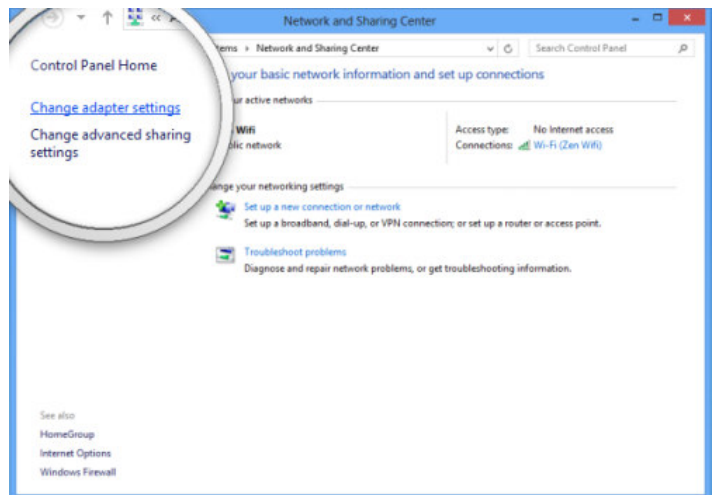 Network and Sharing Center
Network and Sharing Center
Search Control Panel
Control Panel Home
your basic network information and set up connections
Change adapter settings
active networks
Change advanced sharing
settings
Wifi
network
Access type: No Internet access
Connections: Wi-Fi (Zen Wifi)
your networking settings
Set up a new connection or network
Set up a broadband, dial-up, or VPN connection; or set up a router or access point.
Troubleshoot problems
Diagnose and repair network problems, or get troubleshooting information.
See also
HomeGroup
Internet Options
Windows Firewall